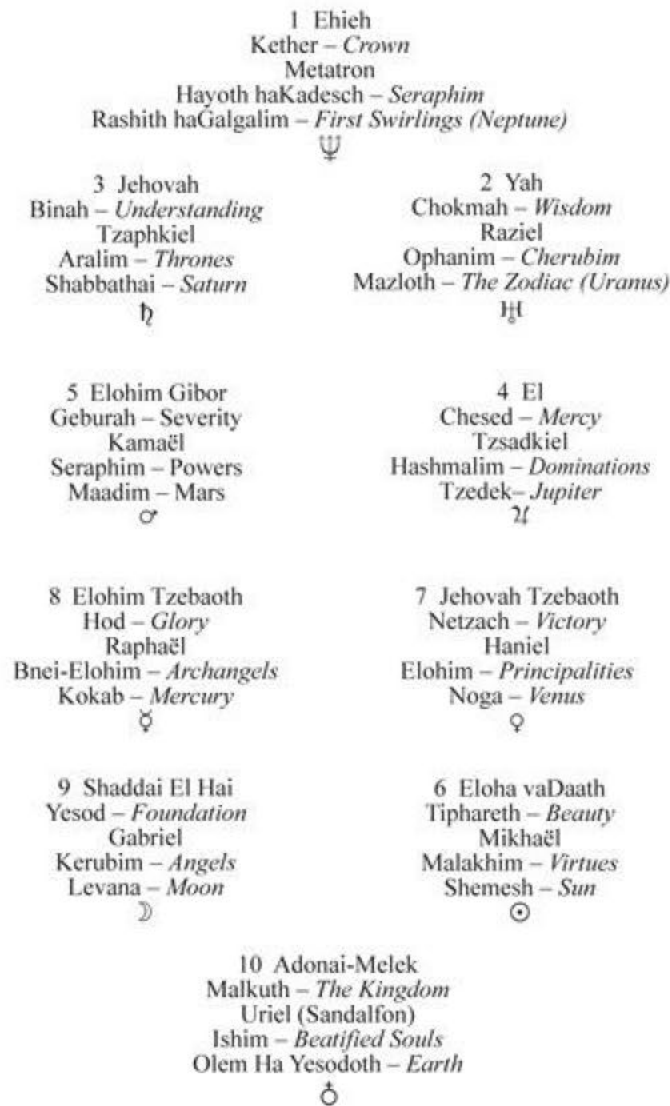 1 Ehieh
Kether – Crown
Metatron
Hayoth haKadesch – Seraphim
Rashith haGalgalim – First Swirlings (Neptune)
♆
3 Jehovah
Binah – Understanding
Tzaphkiel
Aralim – Thrones
Shabbathai – Saturn
♄
2 Yah
Chokmah – Wisdom
Raziel
Ophanim – Cherubim
Mazloth – The Zodiac (Uranus)
♅
5 Elohim Gibor
Geburah – Severity
Kamaël
Seraphim – Powers
Maadim – Mars
♂
4 El
Chesed – Mercy
Tzsadkiel
Hashmalim – Dominations
Tzedek– Jupiter
♃
8 Elohim Tzebaoth
Hod – Glory
Raphaël
Bnei-Elohim – Archangels
Kokab – Mercury
☿
7 Jehovah Tzebaoth
Netzach – Victory
Haniel
Elohim – Principalities
Noga – Venus
♀
9 Shaddai El Hai
Yesod – Foundation
Gabriel
Kerubim – Angels
Levana – Moon
☽
6 Eloha vaDaath
Tiphareth – Beauty
Mikhaël
Malakhim – Virtues
Shemesh – Sun
☉
10 Adonai-Melek
Malkuth – The Kingdom
Uriel (Sandalfon)
Ishim – Beatified Souls
Olem Ha Yesodoth – Earth
♁